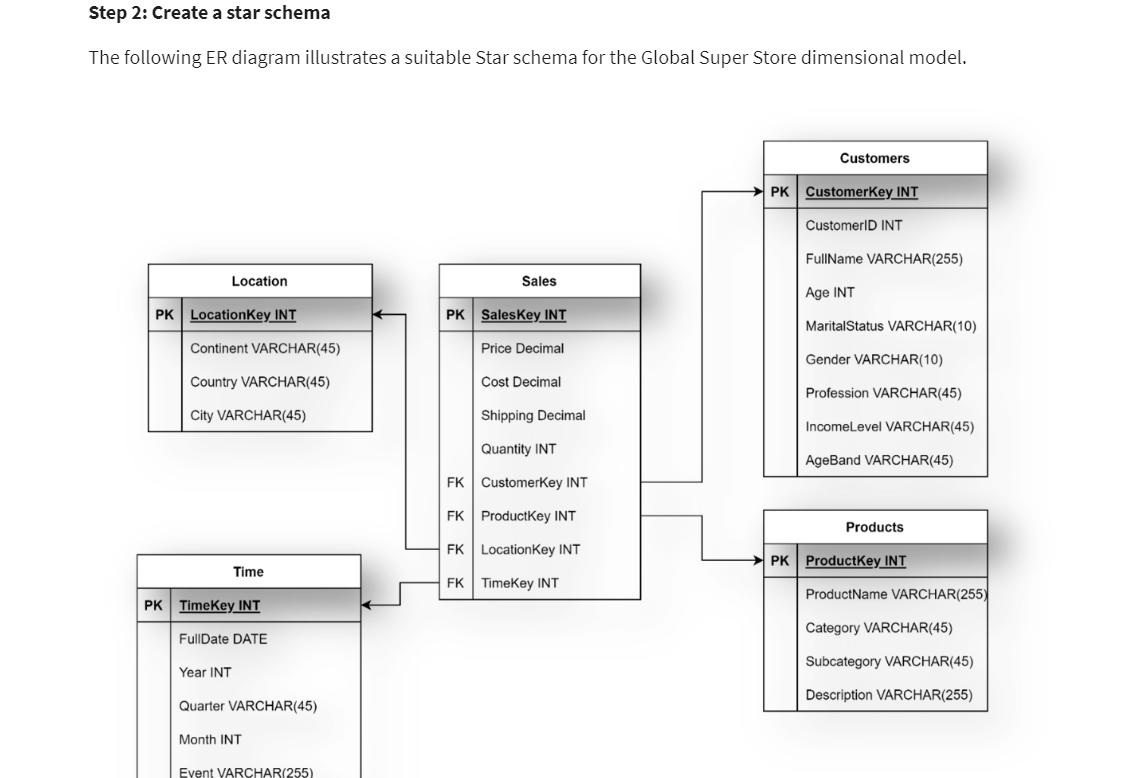 Step 2: Create a star schema
The following ER diagram illustrates a suitable Star schema for the Global Super Store dimensional model.
Customers
PK CustomerKey INT
CustomerID INT
FullName VARCHAR(255)
Age INT
MaritalStatus VARCHAR(10)
Gender VARCHAR(10)
Profession VARCHAR(45)
IncomeLevel VARCHAR(45)
AgeBand VARCHAR(45)
Location
PK LocationKey INT
Continent VARCHAR(45)
Country VARCHAR(45)
City VARCHAR(45)
Sales
PK SalesKey INT
Price Decimal
Cost Decimal
Shipping Decimal
Quantity INT
FK CustomerKey INT
FK ProductKey INT
FK LocationKey INT
FK TimeKey INT
Products
PK ProductKey INT
ProductName VARCHAR(255)
Category VARCHAR(45)
Subcategory VARCHAR(45)
Description VARCHAR(255)
Time
PK TimeKey INT
FullDate DATE
Year INT
Quarter VARCHAR(45)
Month INT
Event VARCHAR(255)